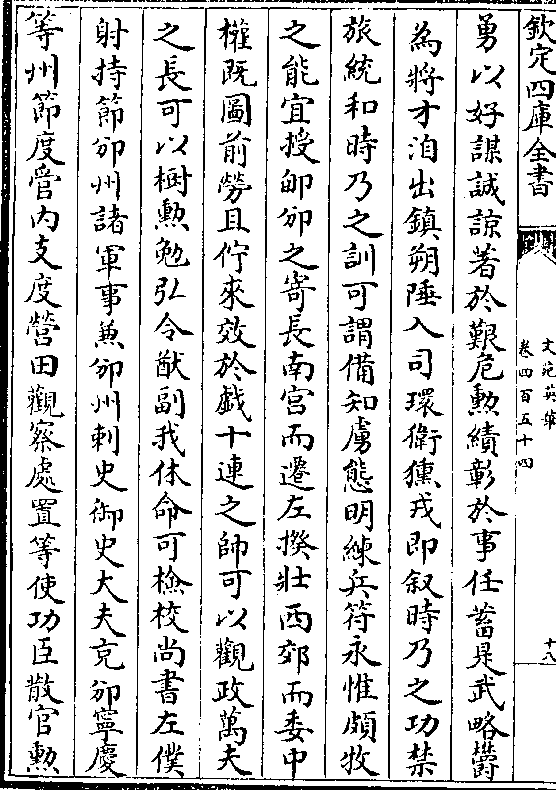 欽定四庫全書
文苑英華
卷四百五十四
十八
勇以好謀誠諒著於艱危勲績彰於事任蓄是武略欝
為將才洎出鎮朔陲入司環衛獯戎即叙時乃之功禁
旅統和時乃之訓可謂備知虜態明練兵符永惟頗牧
之能宜授邠之寄長南宫而遷左揆壯西郊而委中
權既圖前勞且佇來效於戲十連之帥可以觀政萬夫
之長可以樹勲勉弘令猷副我休命可檢校尚書左僕
射持節邠州諸軍事兼邠州刺史御史大夫充邠寧慶
等州節度管内支度營田觀察處置等使功臣散官勲